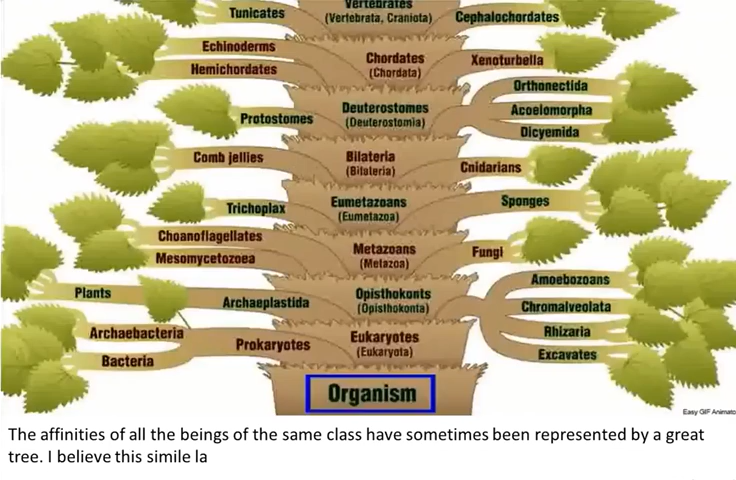 Vertebrates
Tunicates
(Vertebrata, Craniota)
Cephalochordates
Echinoderms
Hemichordates
Chordates
(Chordata)
Xenoturbella
Protostomes
Deuterostomes
(Deuterostomia)
Orthonectida
Acoelomorpha
Dicyemida
Comb jellies
Bilateria
(Bilateria)
Cnidarians
Trichoplax
Eumetazoans
(Eumetazoa)
Sponges
Choanoflagellates
Mesomycetozoea
Metazoans
(Metazoa)
Fungi
Plants
Archaeplastida
Opisthokonts
(Opisthokonta)
Amoebozoans
Chromalveolata
Rhizaria
Excavates
Archaebacteria
Bacteria
Prokaryotes
Eukaryotes
(Eukaryota)
Organism
Easy GIF Animato
The affinities of all the beings of the same class have sometimes been represented by a great
tree. I believe this simile la